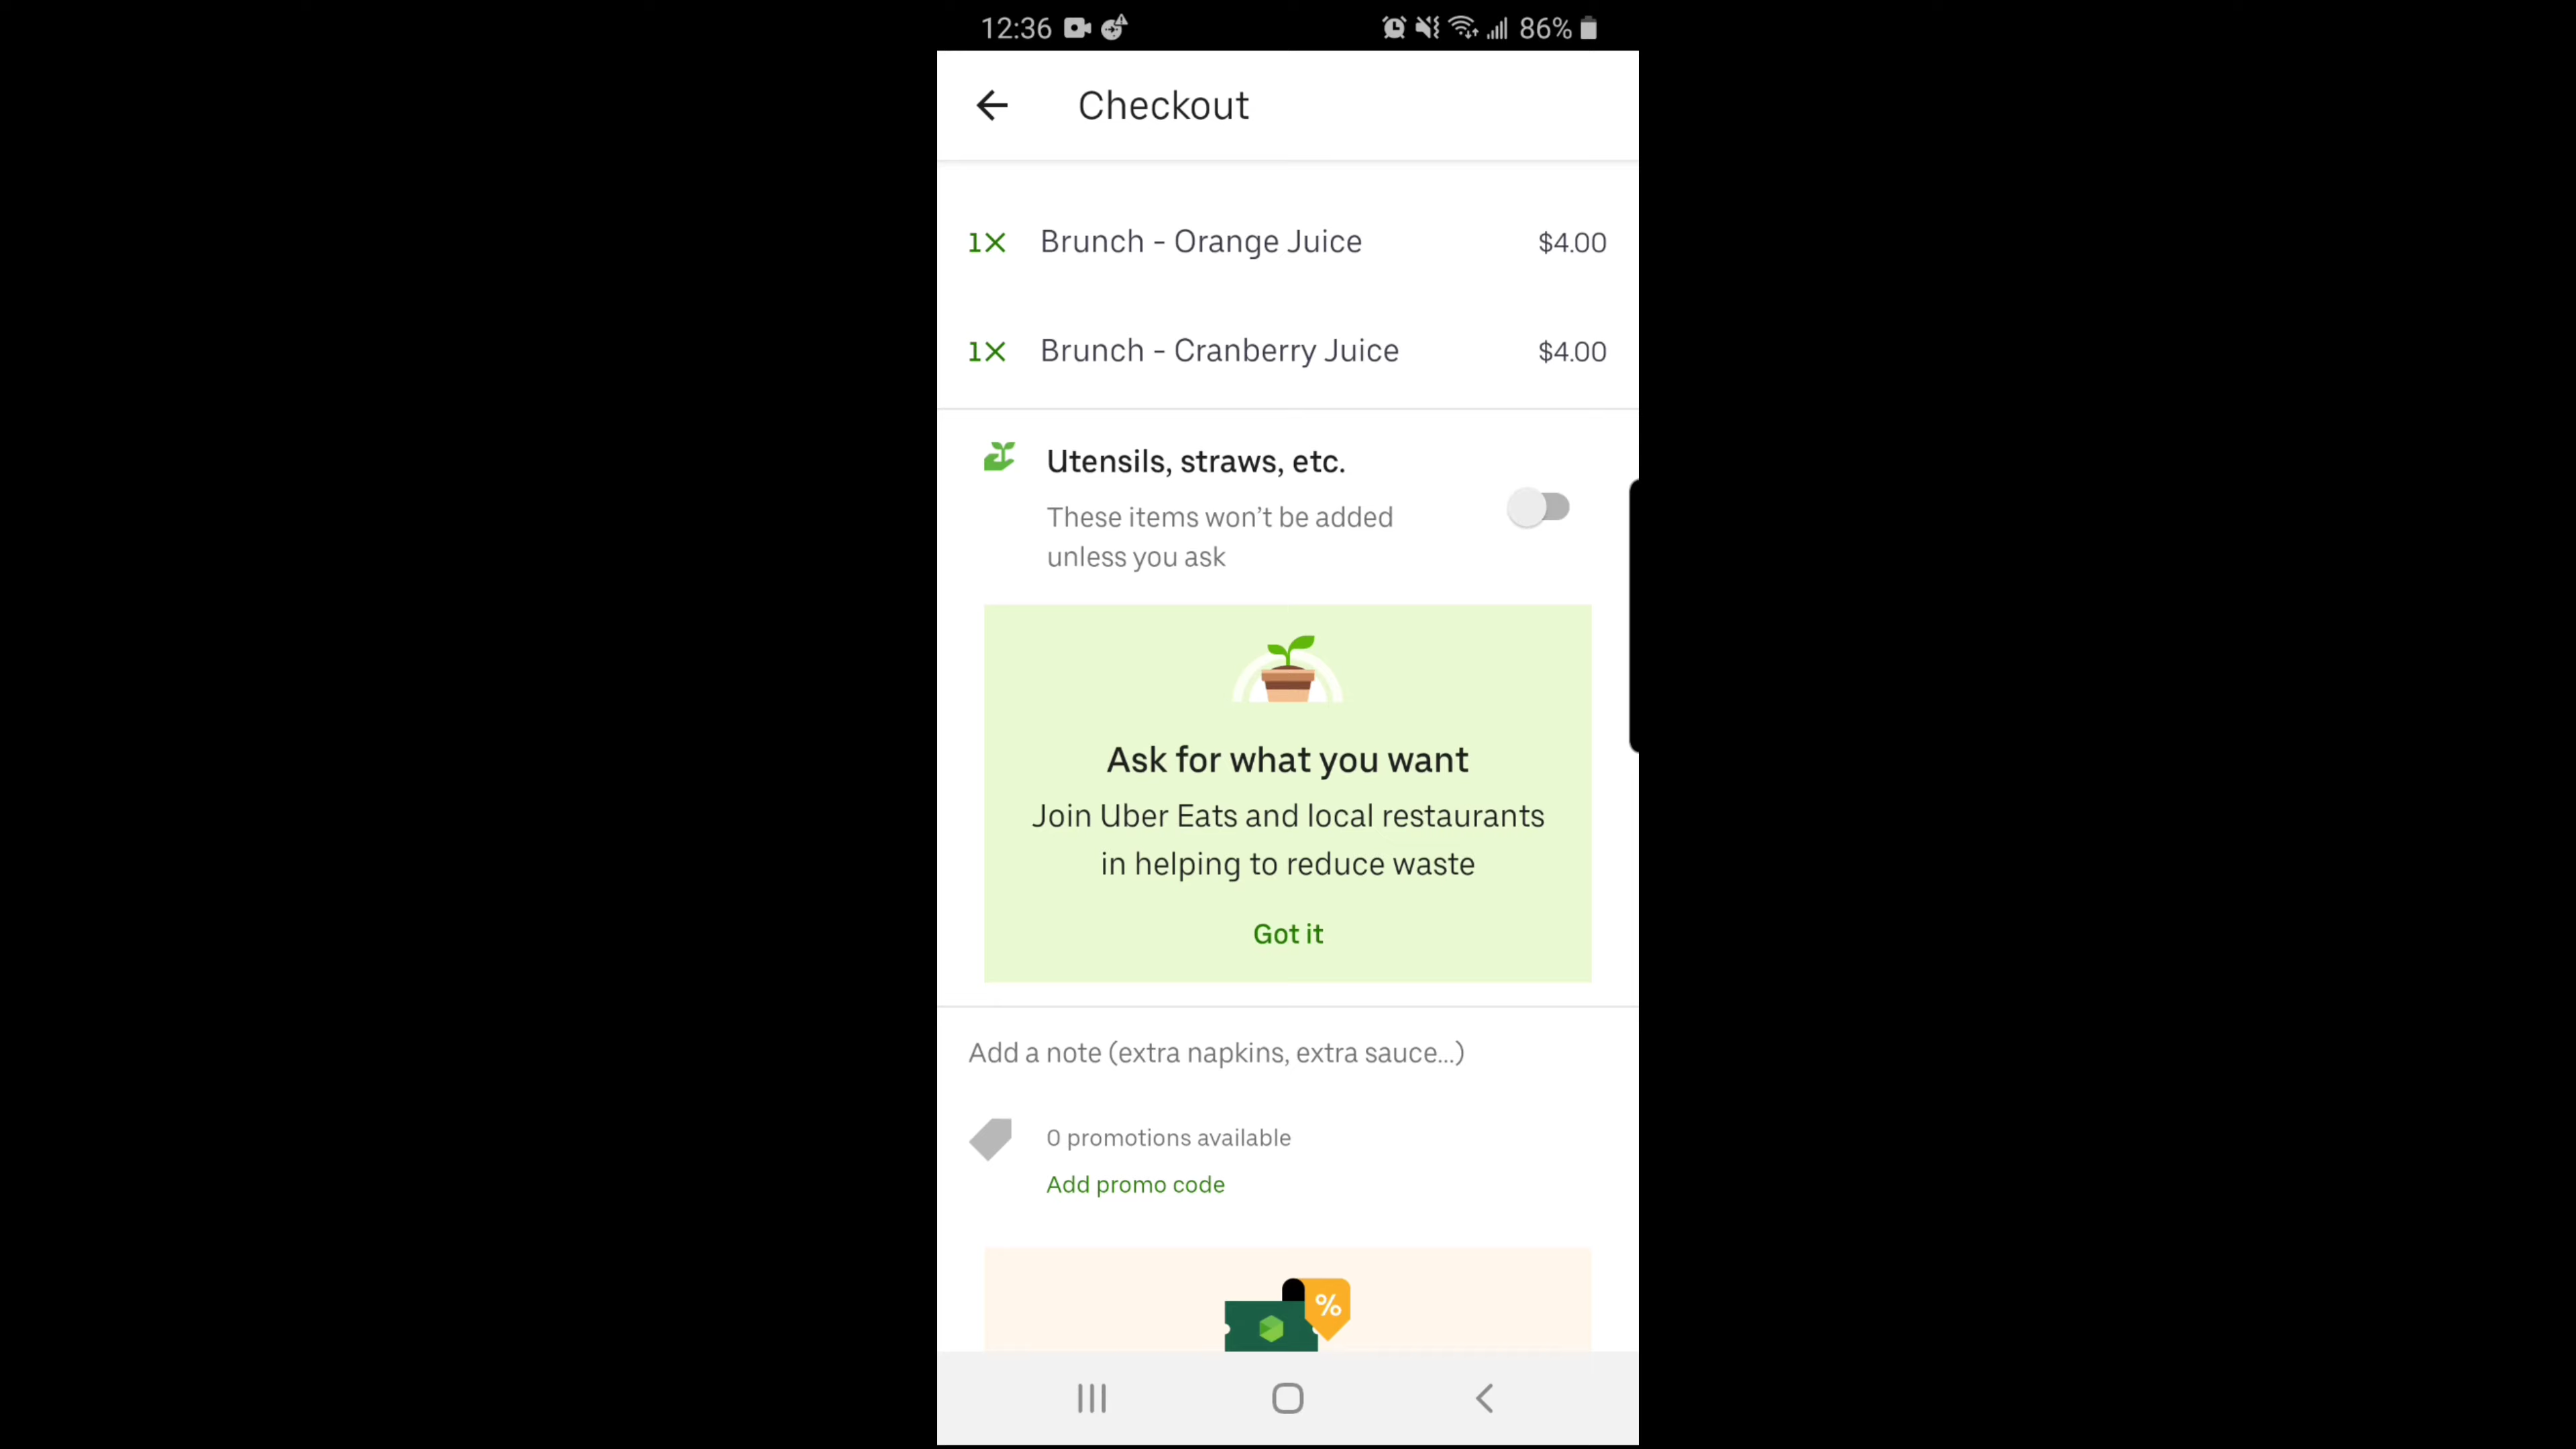 12:36 86%
Checkout
1X Brunch - Orange Juice $4.00
1X Brunch - Cranberry Juice $4.00
Utensils, straws, etc.
These items won’t be added
unless you ask
Ask for what you want
Join Uber Eats and local restaurants
in helping to reduce waste
Got it
Add a note (extra napkins, extra sauce...)
0 promotions available
Add promo code
%